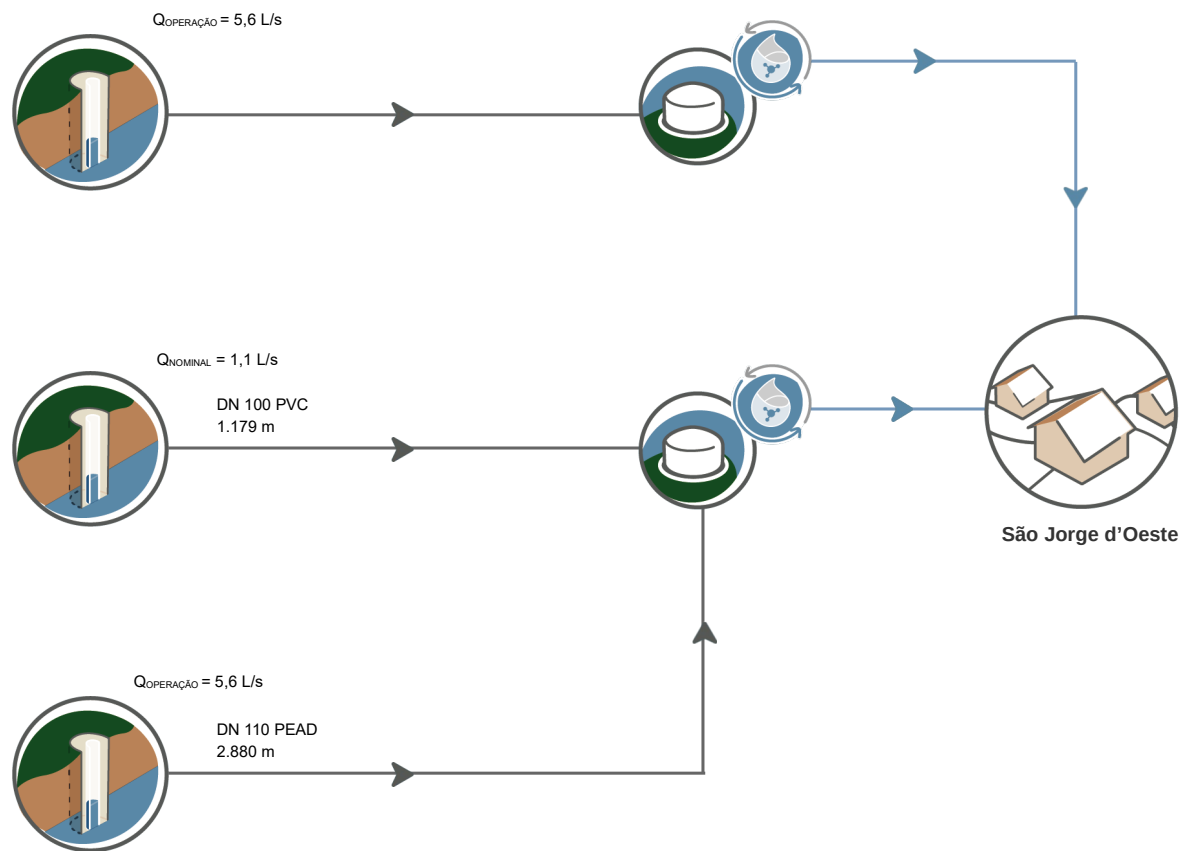 QOPERAÇÃO = 5,6 L/s
QNOMINAL = 1,1 L/s
DN 100 PVC
1.179 m
São Jorge d’Oeste
QOPERAÇÃO = 5,6 L/s
DN 110 PEAD
2.880 m